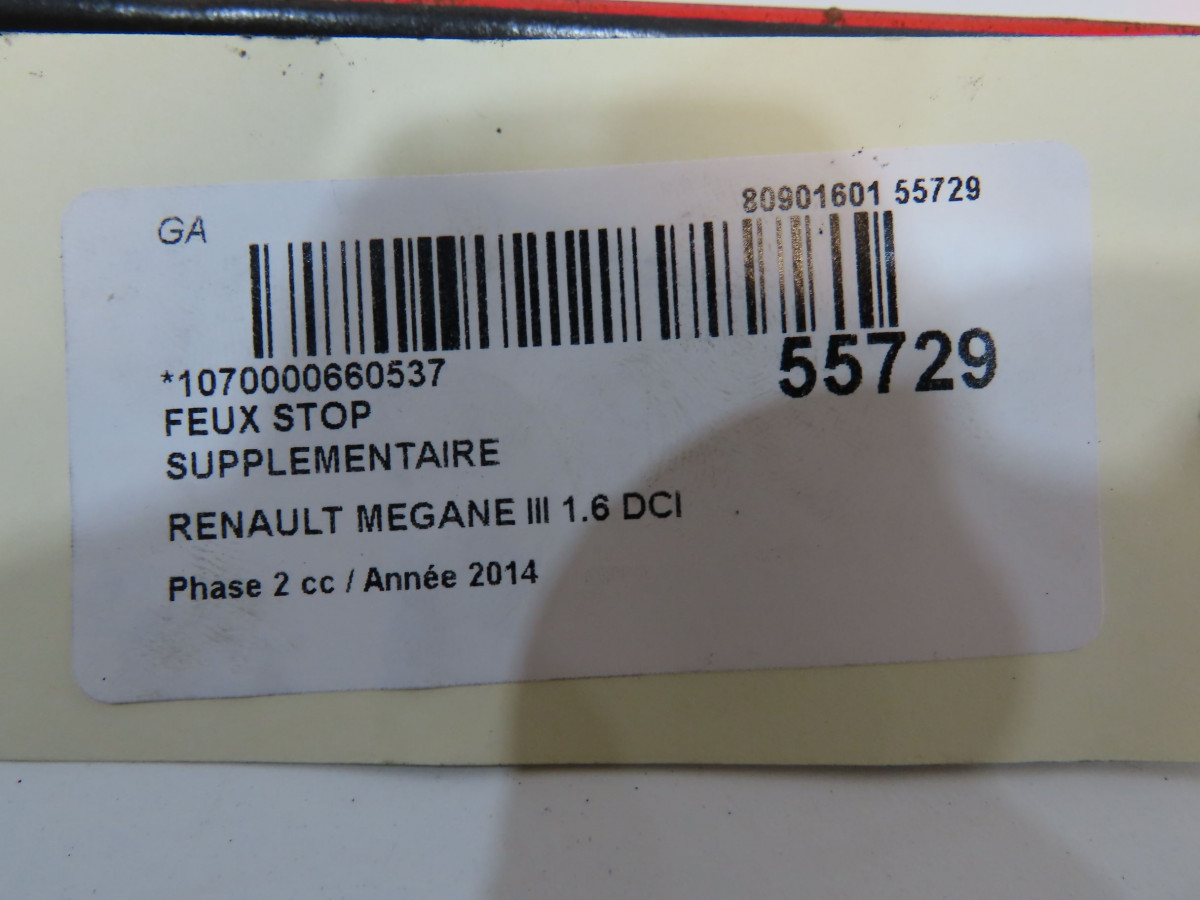 GA
80901601 55729
55729
*1070000660537
FEUX STOP
SUPPLEMENTAIRE
RENAULT MEGANE III 1.6 DCI
Phase 2 cc / Année 2014